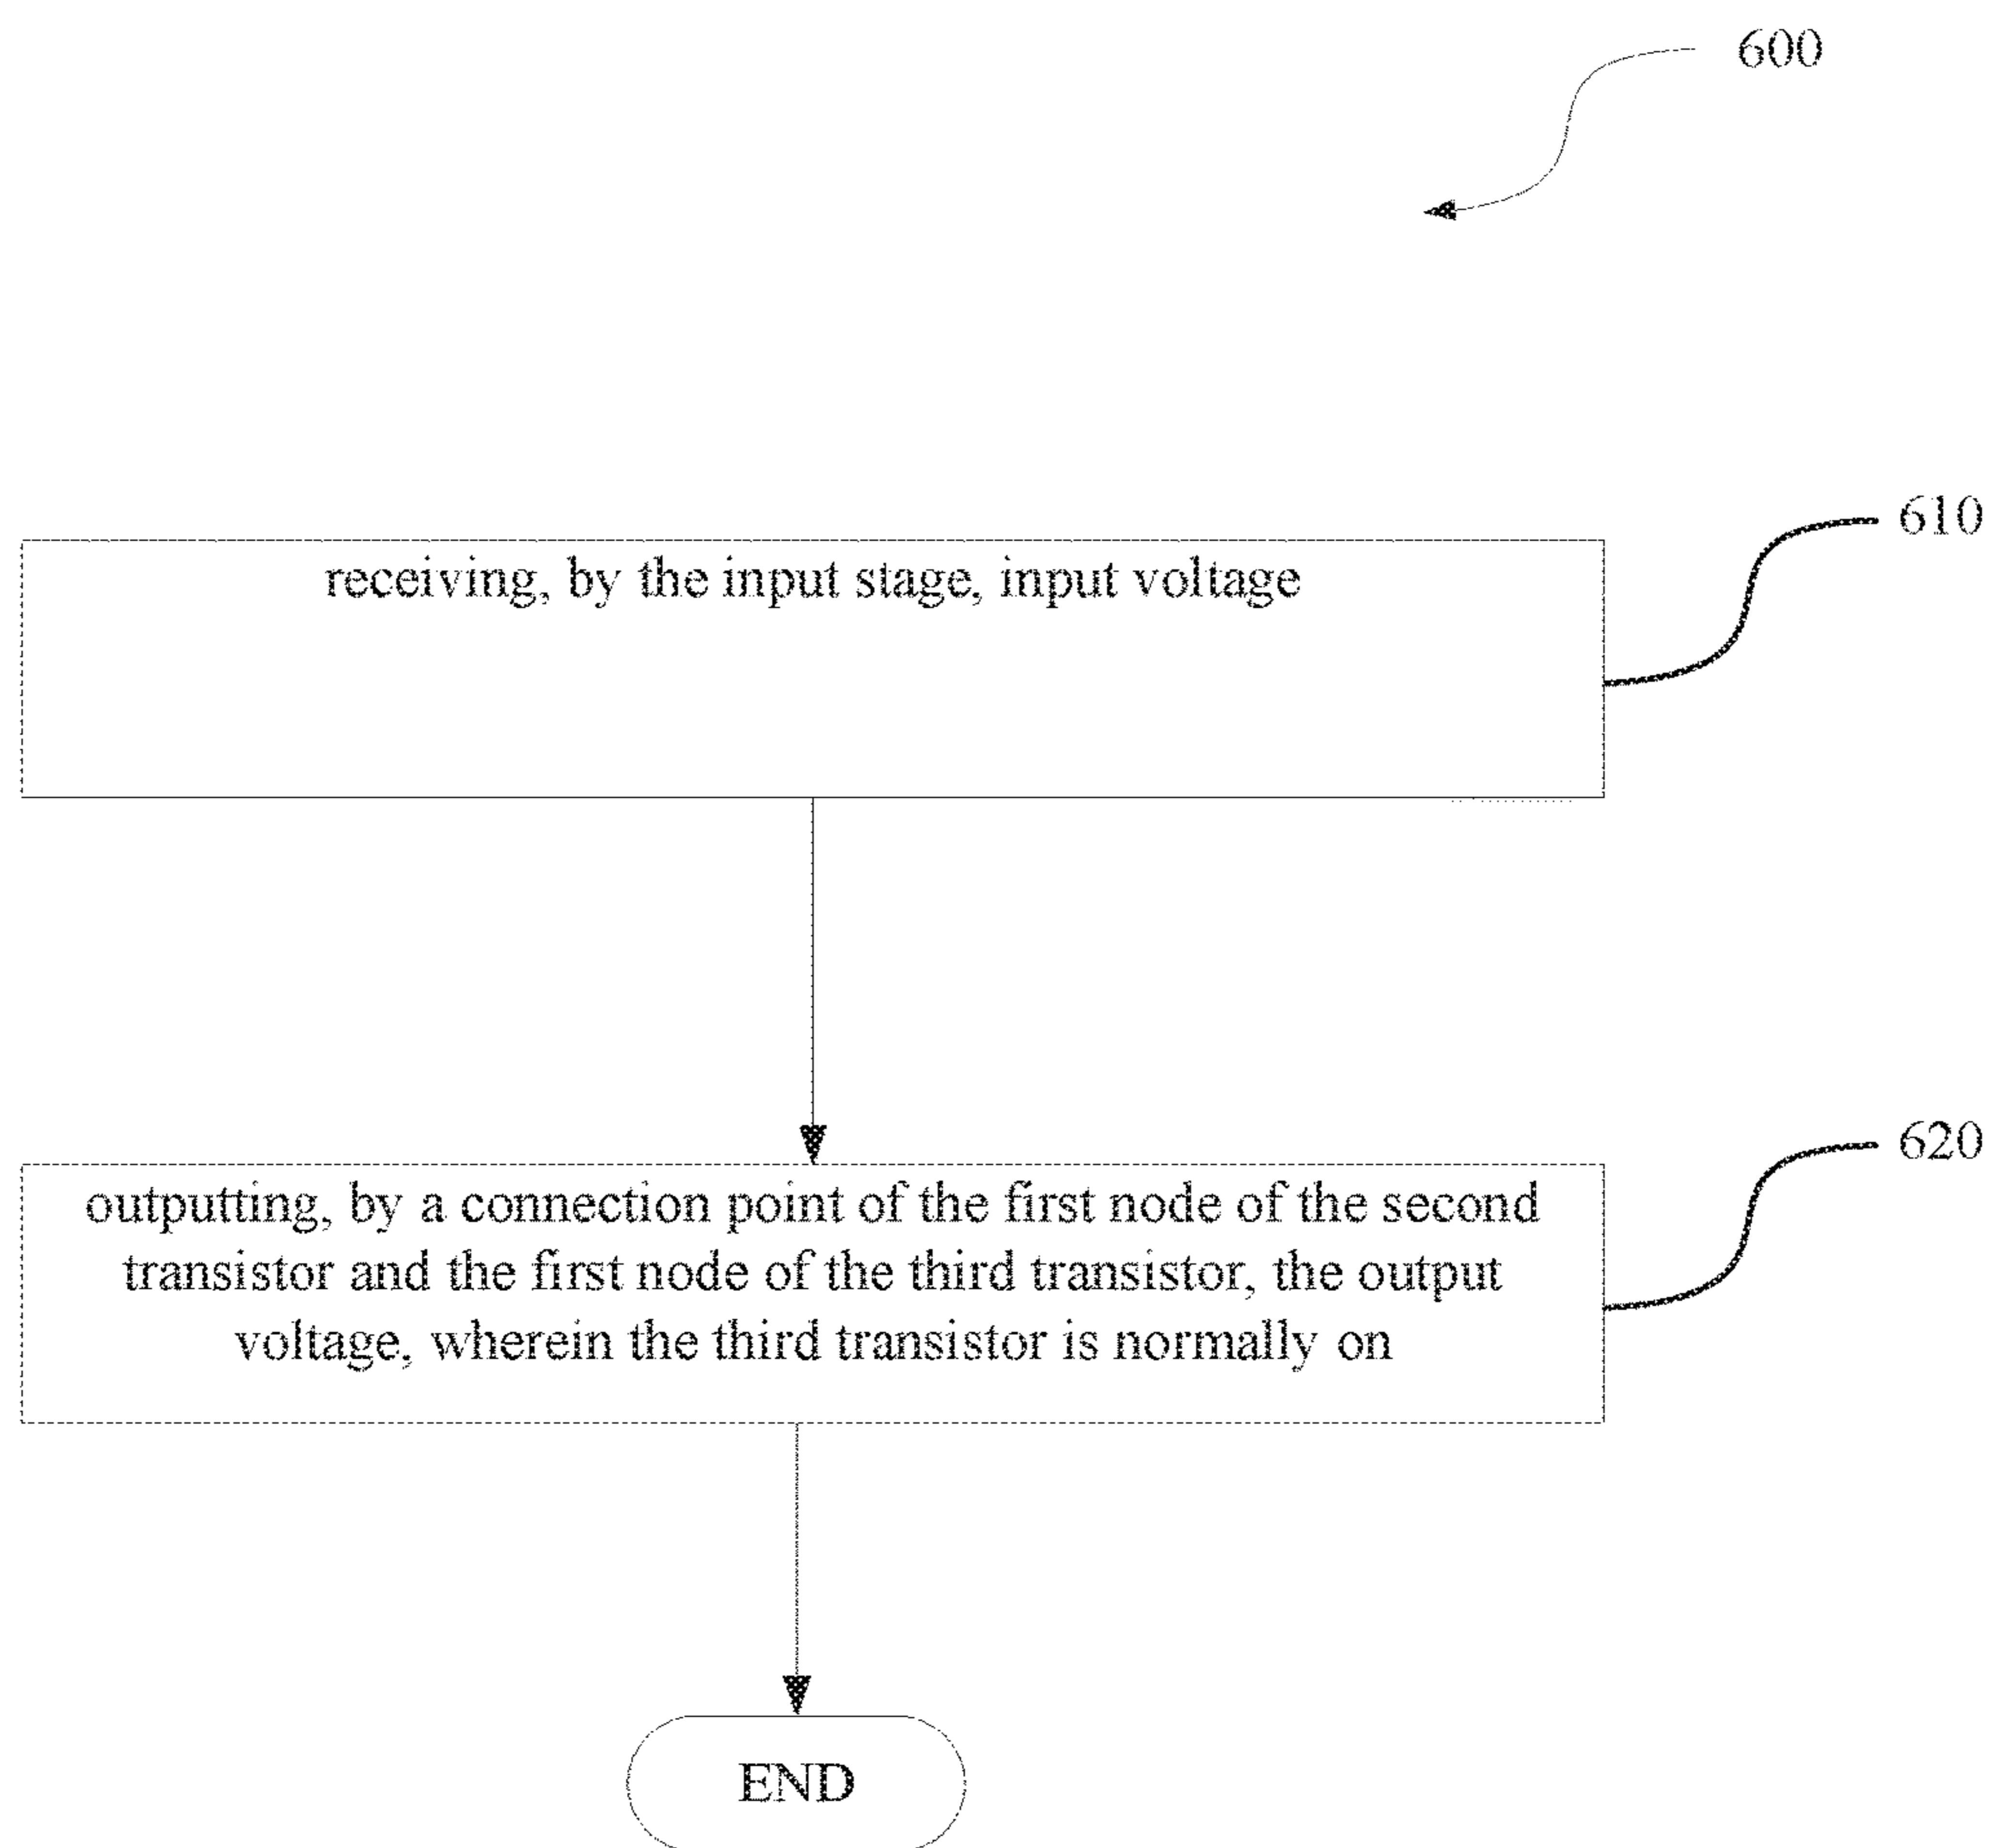 600
610
receiving, by the input stage, input voltage
620
outputting, by a connection point of the first node of the second
transistor and the first node of the third transistor, the output
voltage, wherein the third transistor is normally on
END